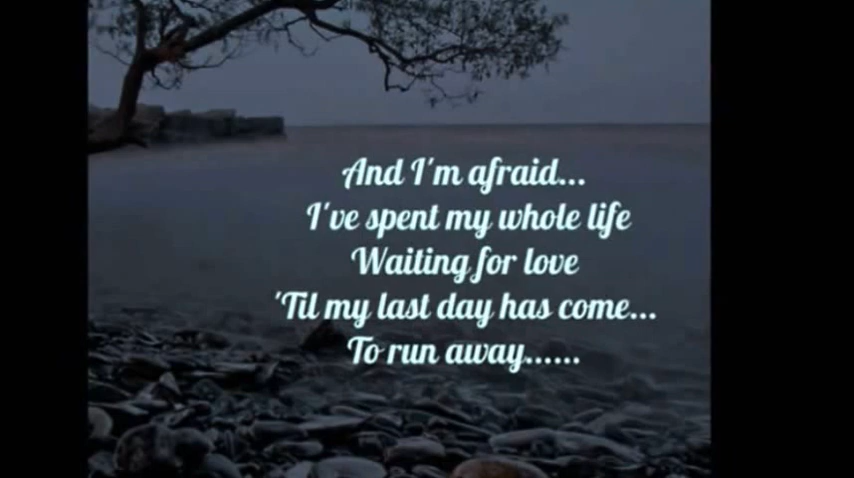 And I'm afraid...
I've spent my whole life
Waiting for love
'Til my last day has come...
To run away......